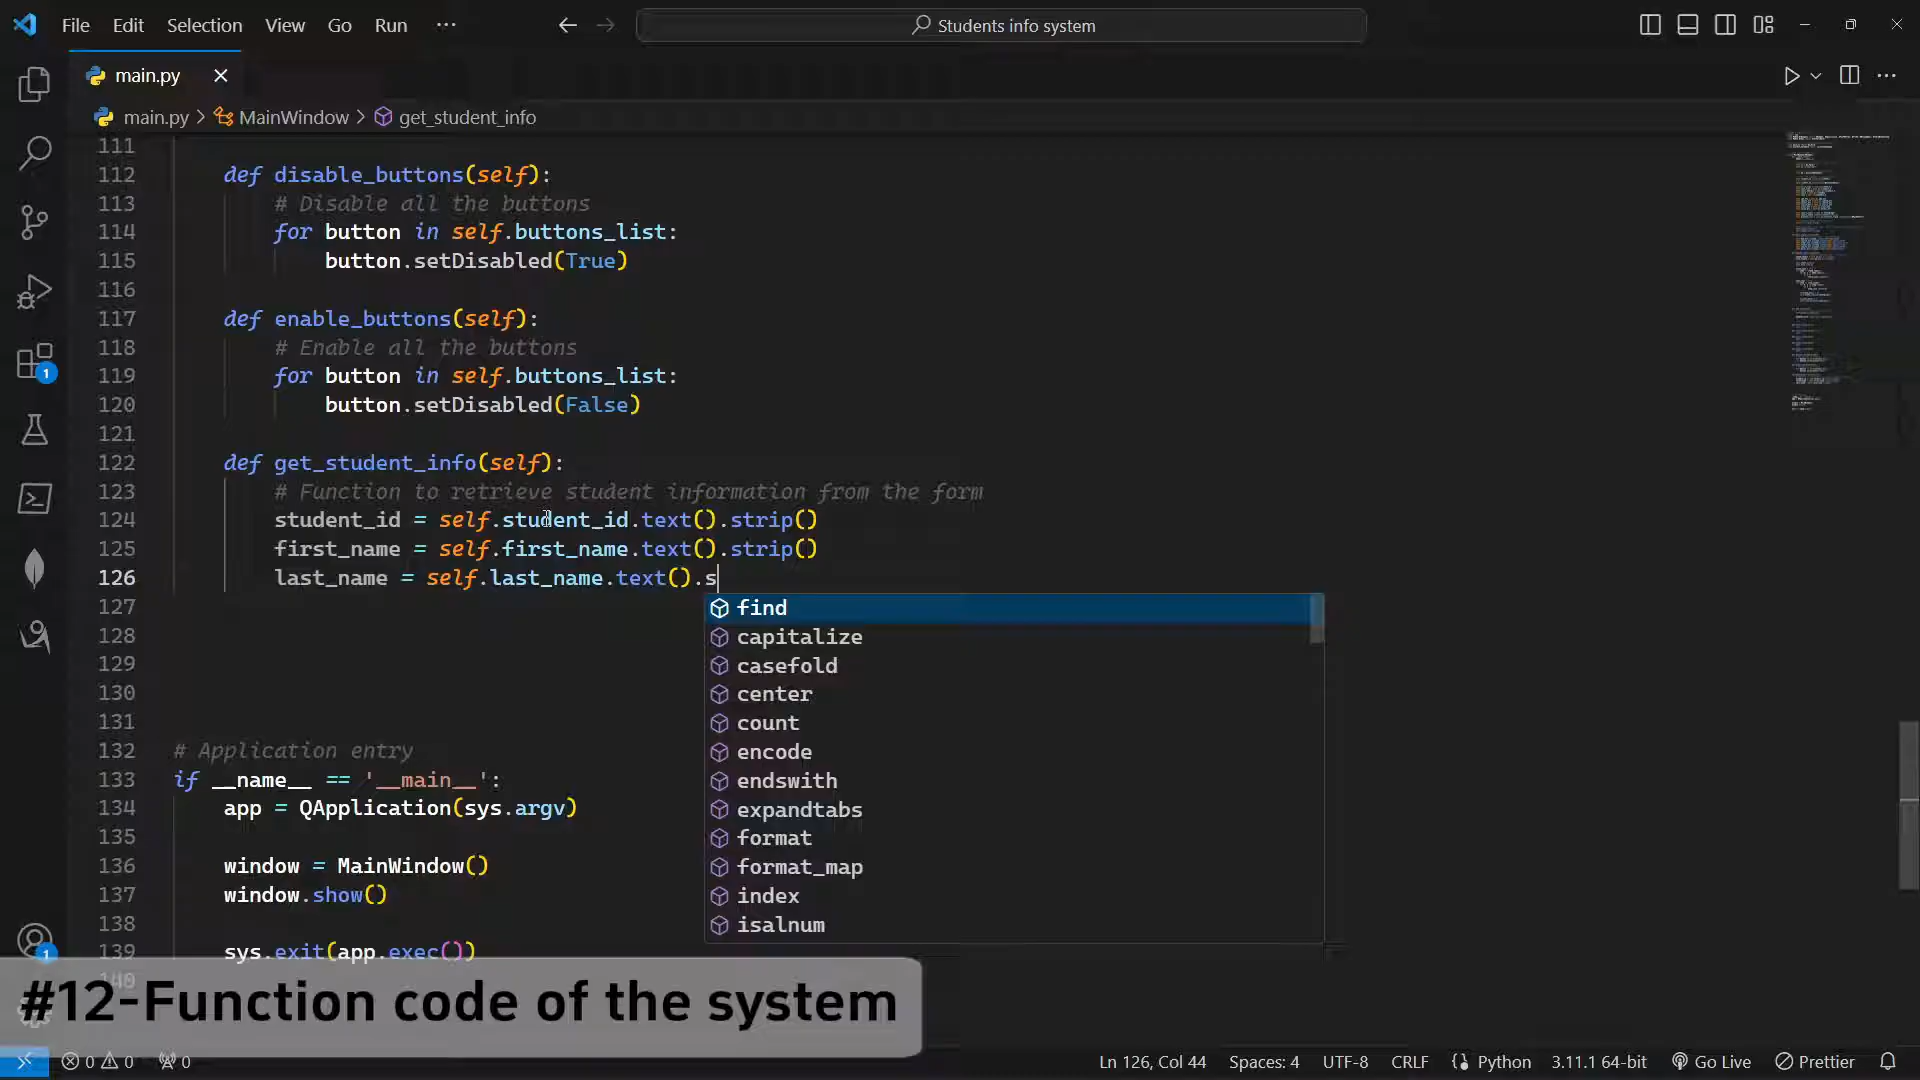 File Edit Selection View Go Run ··· Students info system
main.py
main.py > MainWindow > get_student_info
111
112 def disable_buttons(self):
113 # Disable all the buttons
114 for button in self.buttons_list:
115 button.setDisabled(True)
116
117 def enable_buttons(self):
118 # Enable all the buttons
119 for button in self.buttons_list:
120 button.setDisabled(False)
121
122 def get_student_info(self):
123 # Function to retrieve student information from the form
124 student_id = self.student_id.text().strip()
125 first_name = self.first_name.text().strip()
126 last_name = self.last_name.text().s
127 find
128 capitalize
129 casefold
130 center
131 count
132 # Application entry encode
133 if __name__ == '__main__': endswith
134 app = QApplication(sys.argv) expandtabs
135 format
136 window = MainWindow() format_map
137 window.show() index
138 isalnum
139 sys.exit(app.exec())
140
#12-Function code of the system
0 0 0 Ln 126, Col 44 Spaces: 4 UTF-8 CRLF Python 3.11.1 64-bit Go Live Prettier
1
1